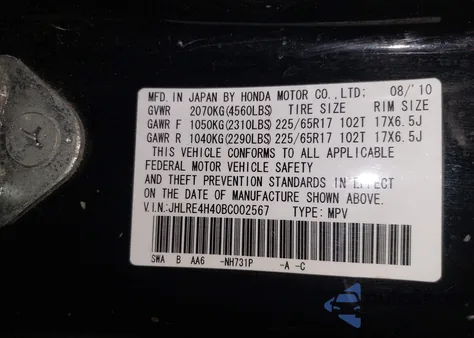 MFD. IN JAPAN BY HONDA MOTOR CO.,LTD: 08/'10
GVWR 2070KG(4560LBS) TIRE SIZE RIM SIZE
GAWR F 1050KG(2310LBS) 225/65R17 102T 17X6.5J
GAWR R 1040KG(2290LBS) 225/65R17 102T 17X6.5J
THIS VEHICLE CONFORMS TO ALL APPLICABLE
FEDERAL MOTOR VEHICLE SAFETY
AND THEFT PREVENTION STANDARDS IN EFFECT
ON THE DATE OF MANUFACTURE SHOWN ABOVE.
V.I.N:JHLRE4H40BC002567 TYPE: MPV
SWA B AA6 -NH731P -A -C